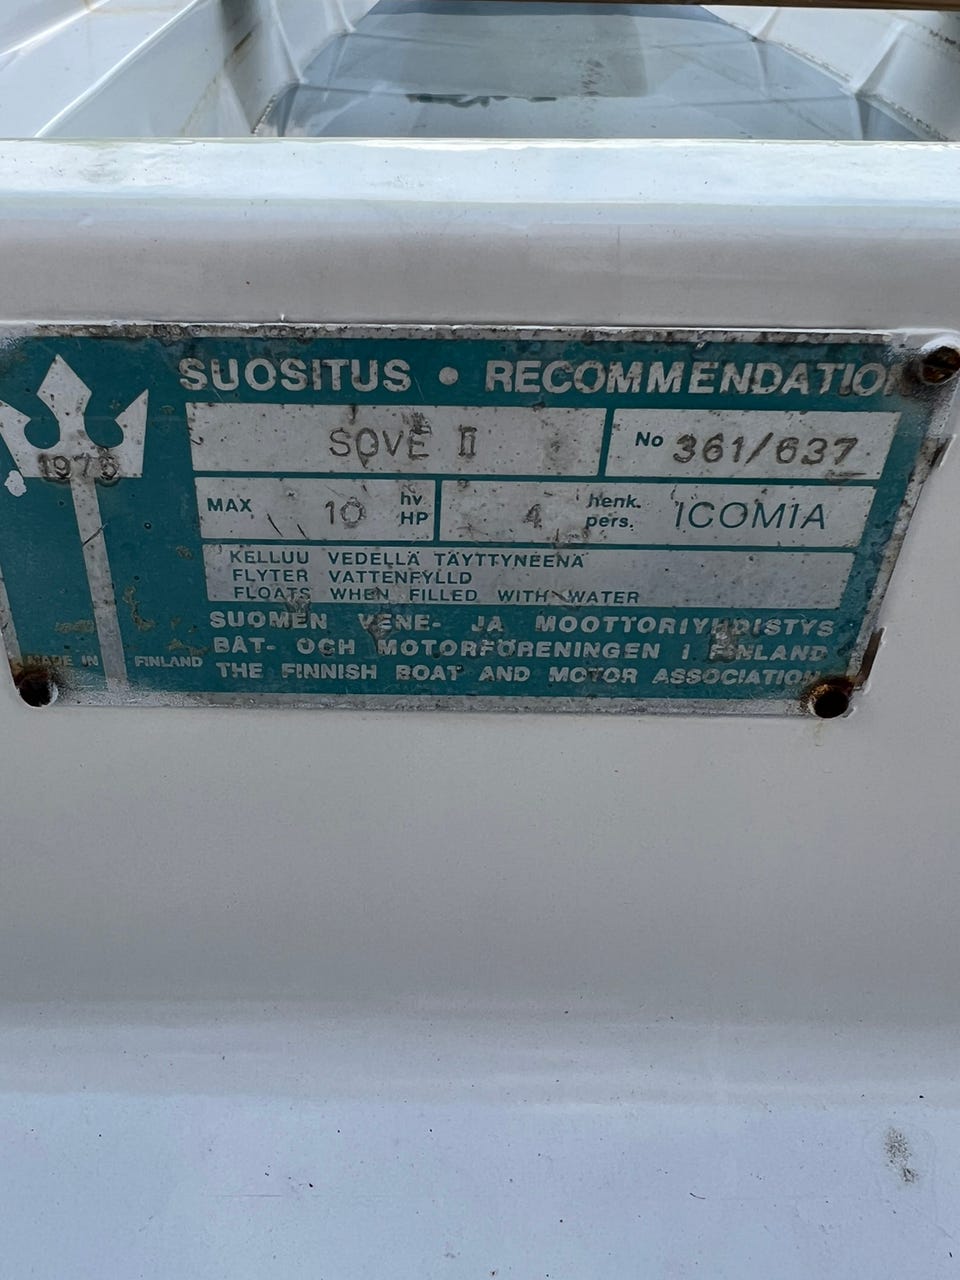 SUOSITUS • RECOMMENDATION
SOVE II
No 361/637
1976
MAX 10 hv HP
4 henk. pers.
ICOMIA
KELLUU VEDELLÄ TÄYTTYNEENÄ
FLYTER VATTENFYLLD
FLOATS WHEN FILLED WITH WATER
SUOMEN VENE- JA MOOTTORIYHDISTYS
BÅT- OCH MOTORFÖRENINGEN I FINLAND
MADE IN FINLAND
THE FINNISH BOAT AND MOTOR ASSOCIATION